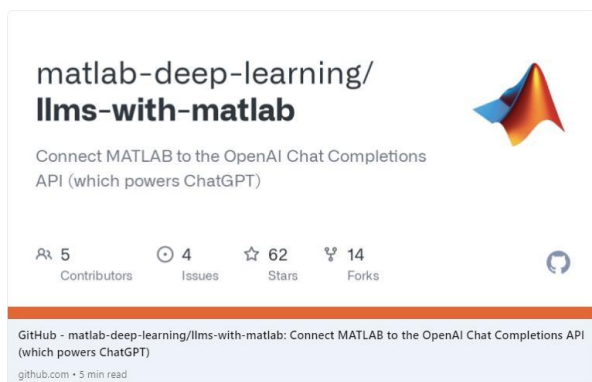 matlab-deep-learning/
llms-with-matlab
Connect MATLAB to the OpenAI Chat Completions
API (which powers ChatGPT)
5
Contributors
4
Issues
62
Stars
14
Forks
GitHub - matlab-deep-learning/llms-with-matlab: Connect MATLAB to the OpenAI Chat Completions API
(which powers ChatGPT)
github.com • 5 min read